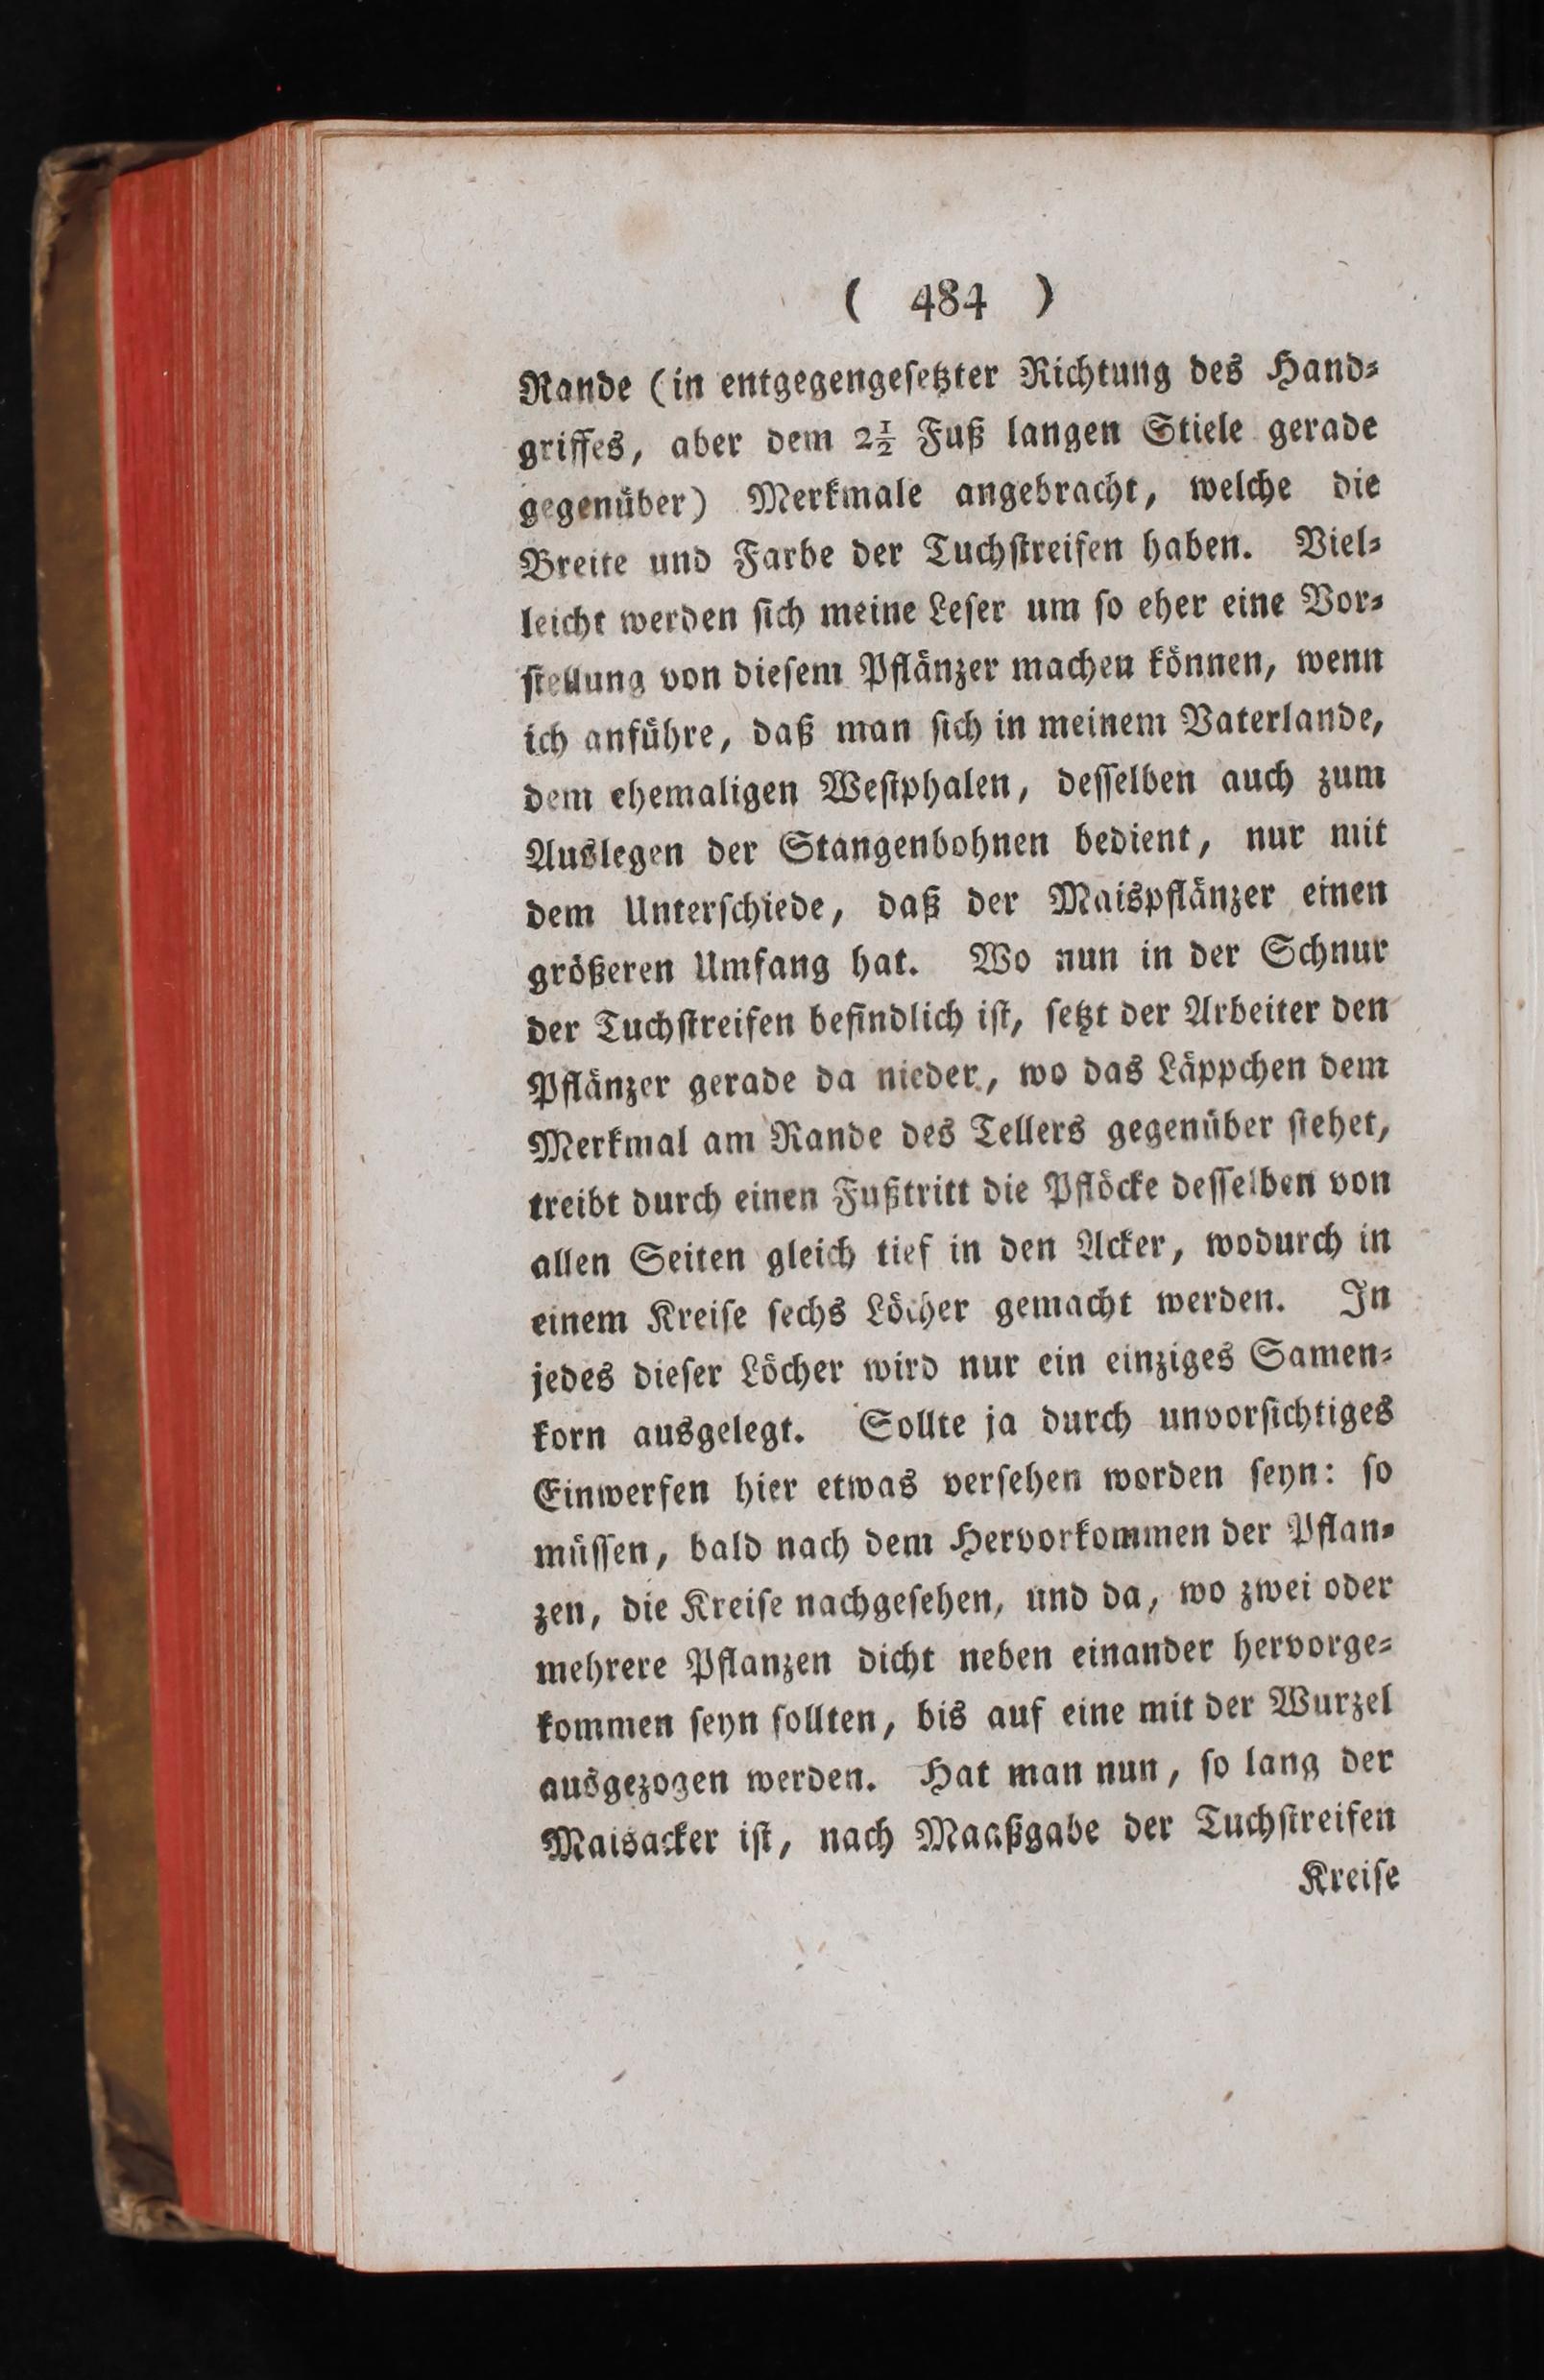 ( 484 )
Rande (in entgegengeſetzter Richtung des Hand⸗
griffes, aber dem 2½ Fuß langen Stiele gerade
gegenüber) Merkmale angebracht, welche die
Breite und Farbe der Tuchſtreifen haben. Viel⸗
leicht werden ſich meine Leſer um ſo eher eine Vor⸗
ſtellung von dieſem Pflänzer machen können, wenn
ich anführe, daß man ſich in meinem Vaterlande,
dem ehemaligen Weſtphalen, deſſelben auch zum
Auslegen der Stangenbohnen bedient, nur mit
dem Unterſchiede, daß der Maispflänzer einen
größeren Umfang hat. Wo nun in der Schnur
der Tuchſtreifen befindlich iſt, ſetzt der Arbeiter den
Pflänzer gerade da nieder, wo das Läppchen dem
Merkmal am Rande des Tellers gegenüber ſtehet,
treibt durch einen Fußtritt die Pflöcke deſſelben von
allen Seiten gleich tief in den Acker, wodurch in
einem Kreiſe ſechs Löcher gemacht werden. In
jedes dieſer Löcher wird nur ein einziges Samen⸗
korn ausgelegt. Sollte ja durch unvorſichtiges
Einwerfen hier etwas verſehen worden ſeyn: ſo
müſſen, bald nach dem Hervorkommen der Pflan⸗
zen, die Kreiſe nachgeſehen, und da, wo zwei oder
mehrere Pflanzen dicht neben einander hervorge⸗
kommen ſeyn ſollten, bis auf eine mit der Wurzel
ausgezogen werden. Hat man nun, ſo lang der
Maisacker iſt, nach Maaßgabe der Tuchſtreifen
Kreiſe